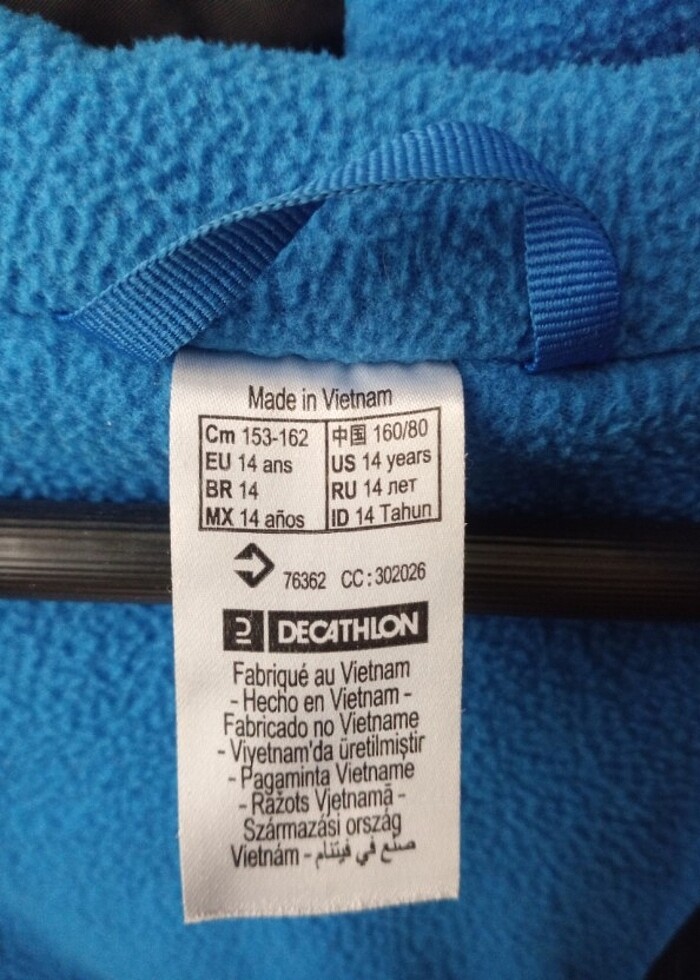 Made in Vietnam
Cm 153-162 中国 160/80
EU 14 ans US 14 years
BR 14 RU 14 лет
MX 14 años ID 14 Tahun
76362 CC : 302026
DECATHLON
Fabriqué au Vietnam
- Hecho en Vietnam -
Fabricado no Vietname
- Viyetnam'da üretilmiştir
- Pagaminta Vietname
- Ražots Vjetnamā -
Származási ország
Vietnám - صنع في فيتنام